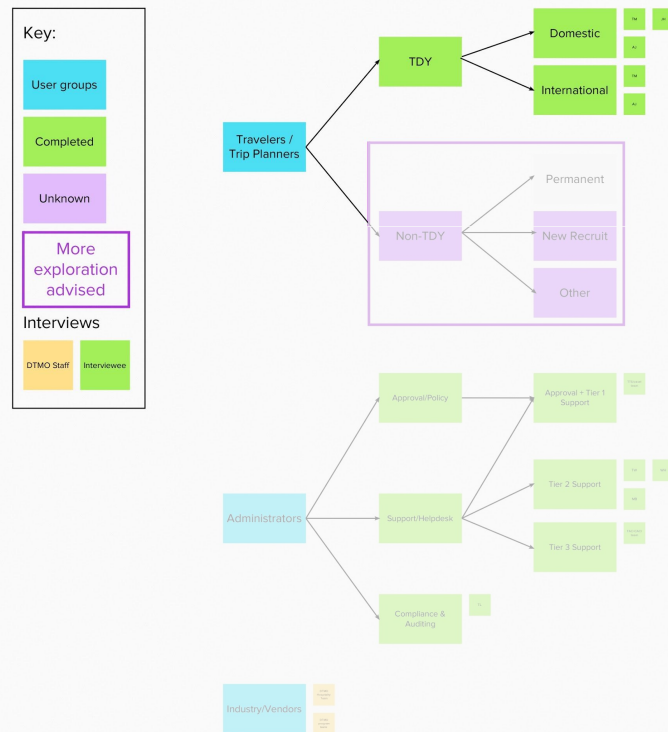 Key:
User groups
Completed
Unknown
More
exploration
advised
Interviews
DTMO Staff
Interviewee
Travelers /
Trip Planners
TDY
Domestic
International
Non-TDY
Permanent
New Recruit
Other
Administrators
Approval/Policy
Approval + Tier 1
Support
Support/Helpdesk
Tier 2 Support
Tier 3 Support
Compliance &
Auditing
Industry/Vendors